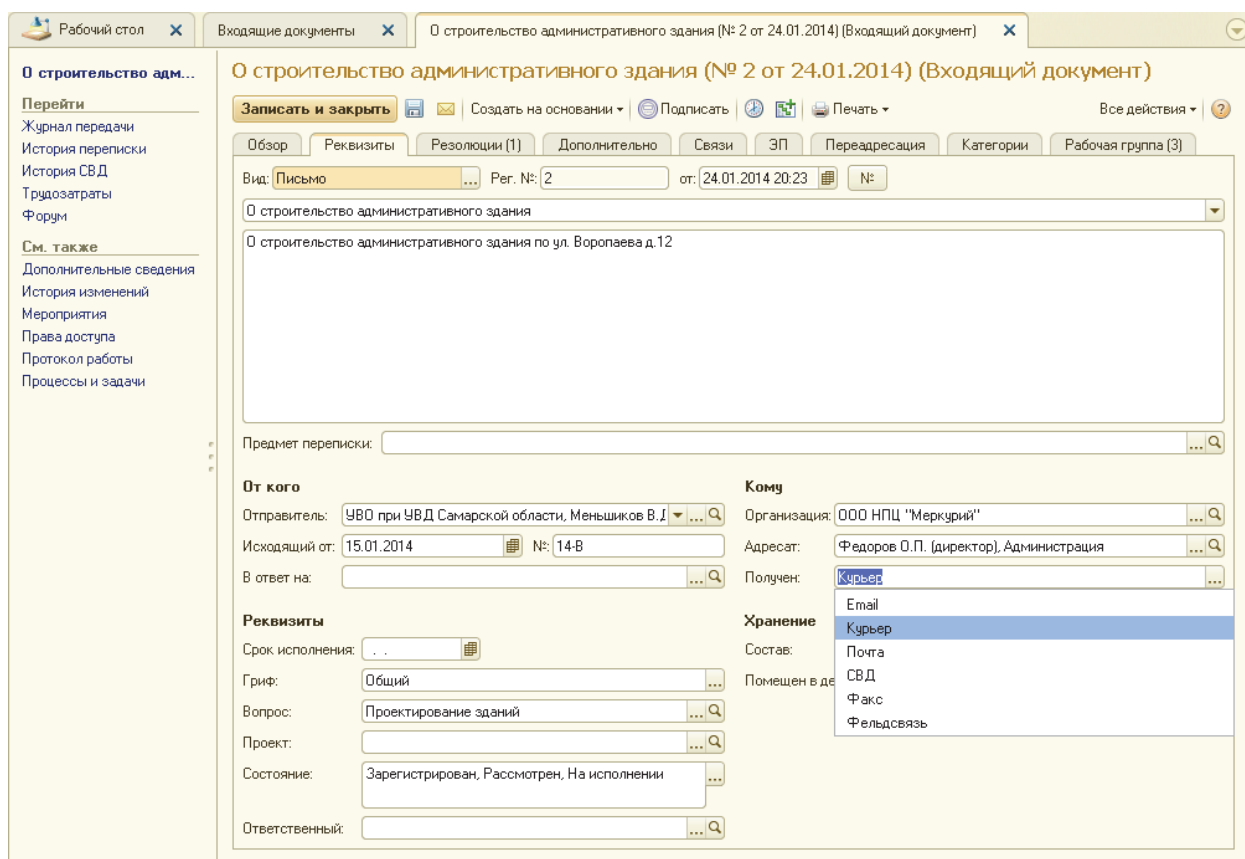 Рабочий стол Входящие документы О строительство административного здания (№ 2 от 24.01.2014) (Входящий документ)
О строительство адм...
Перейти
Журнал передачи
История переписки
История СВД
Трудозатраты
Форум
См. также
Дополнительные сведения
История изменений
Мероприятия
Права доступа
Протокол работы
Процессы и задачи
О строительство административного здания (№ 2 от 24.01.2014) (Входящий документ)
Записать и закрыть Создать на основании Подписать Печать Все действия ?
Обзор Реквизиты Резолюции (1) Дополнительно Связи ЭП Переадресация Категории Рабочая группа (3)
Вид: Письмо ... Рег. №: 2 от: 24.01.2014 20:23 №
О строительство административного здания
О строительство административного здания по ул. Воропаева д.12
Предмет переписки: ...
От кого
Отправитель: УВО при УВД Самарской области, Меньшиков В.Д ...
Исходящий от: 15.01.2014 №: 14-В
В ответ на: ...
Кому
Организация: ООО НПЦ "Меркурий" ...
Адресат: Федоров О.П. (директор), Администрация ...
Получен: Курьер ...
Email
Курьер
Почта
СВД
Факс
Фельдсвязь
Реквизиты
Срок исполнения: . .
Гриф: Общий ...
Вопрос: Проектирование зданий ...
Проект: ...
Состояние: Зарегистрирован, Рассмотрен, На исполнении ...
Ответственный: ...
Хранение
Состав:
Помещен в де